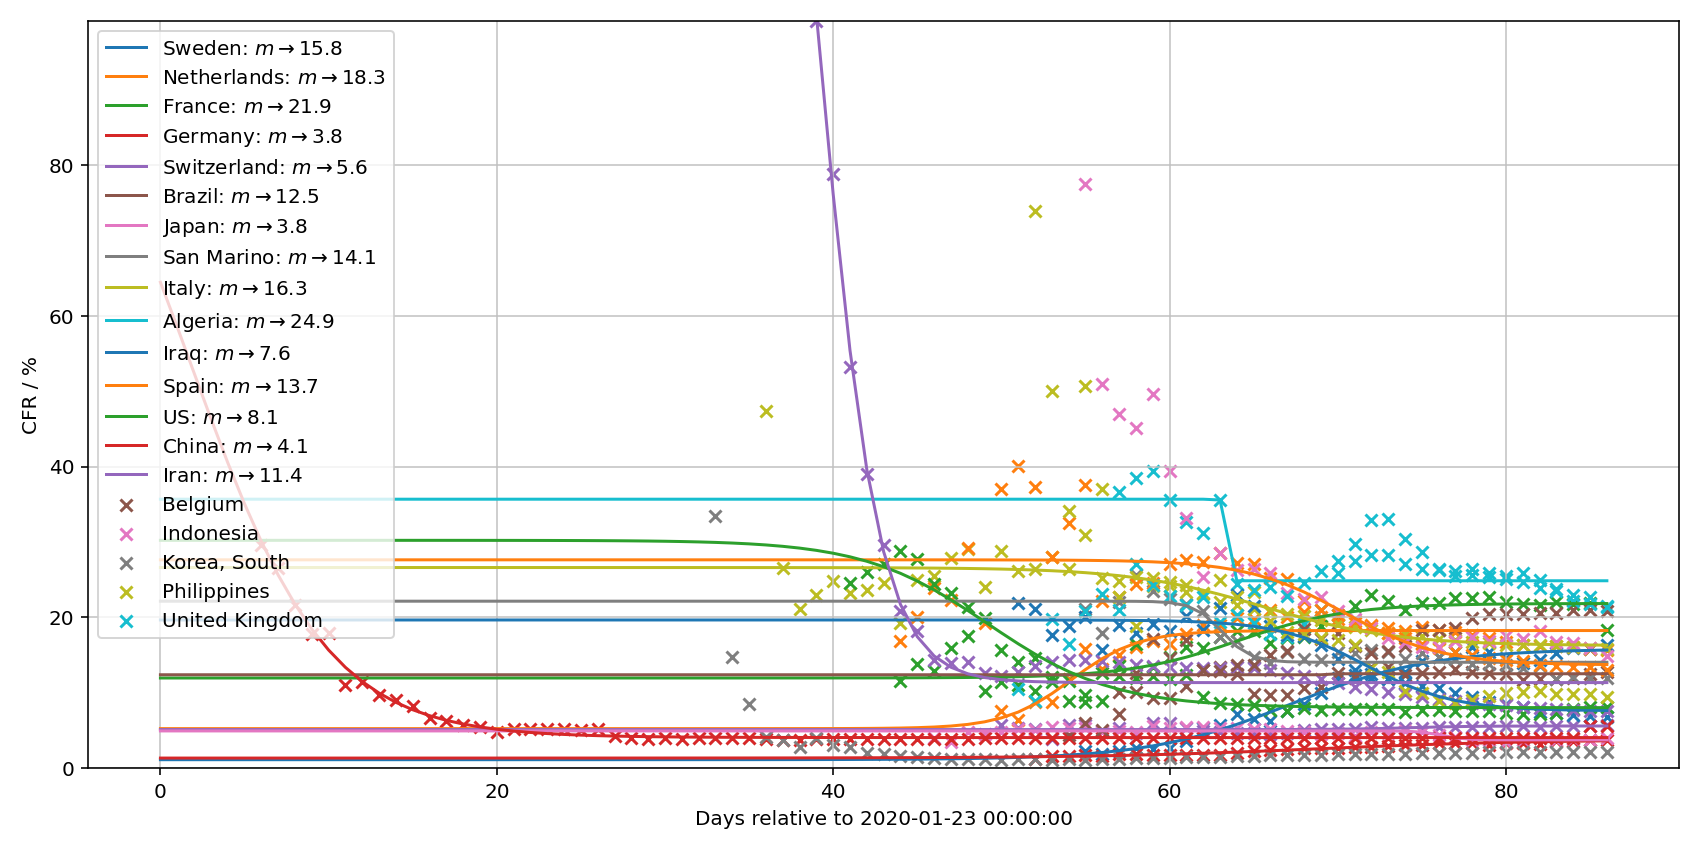 Sweden: m→15.8
Netherlands: m→18.3
France: m→21.9
Germany: m→3.8
Switzerland: m→5.6
Brazil: m→12.5
Japan: m→3.8
San Marino: m→14.1
Italy: m→16.3
Algeria: m→24.9
Iraq: m→7.6
Spain: m→13.7
US: m→8.1
China: m→4.1
Iran: m→11.4
Belgium
Indonesia
Korea, South
Philippines
United Kingdom
CFR / %
80
60
40
20
0
0 20 40 60 80
Days relative to 2020-01-23 00:00:00